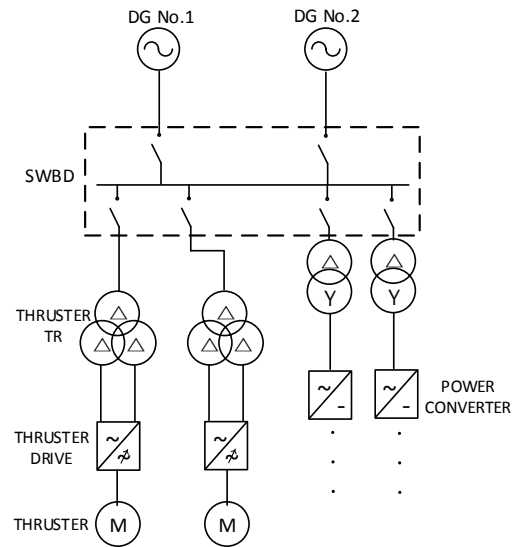 DG No.1
DG No.2
SWBD
THRUSTER
TR
Y
Y
THRUSTER
DRIVE
POWER
CONVERTER
THRUSTER
M
M